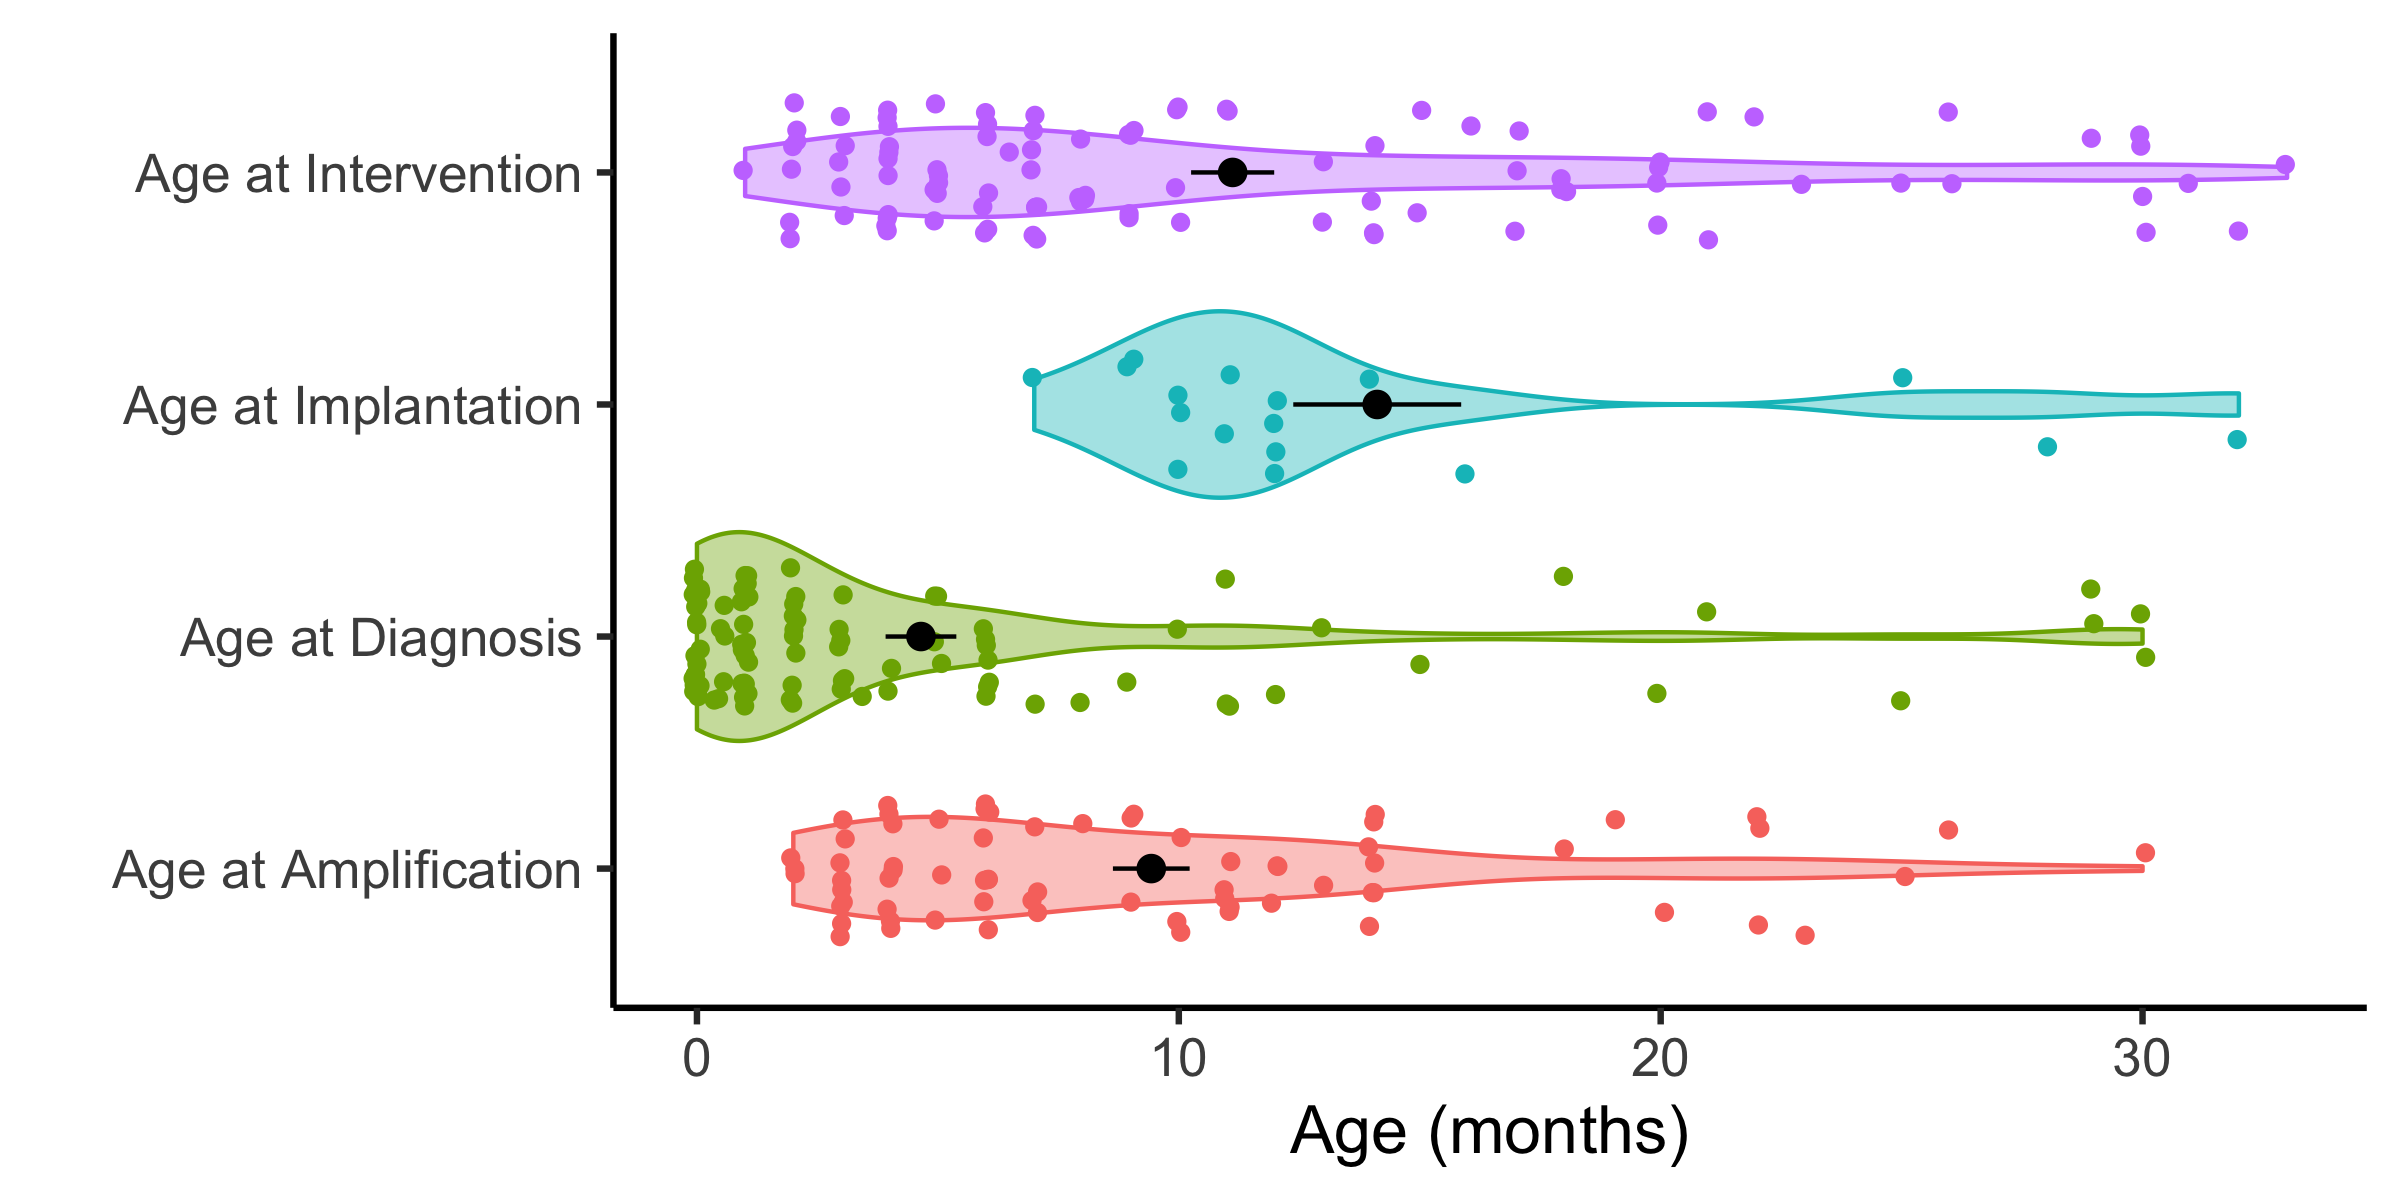 Age at Intervention
Age at Implantation
Age at Diagnosis
Age at Amplification
0 10 20 30
Age (months)